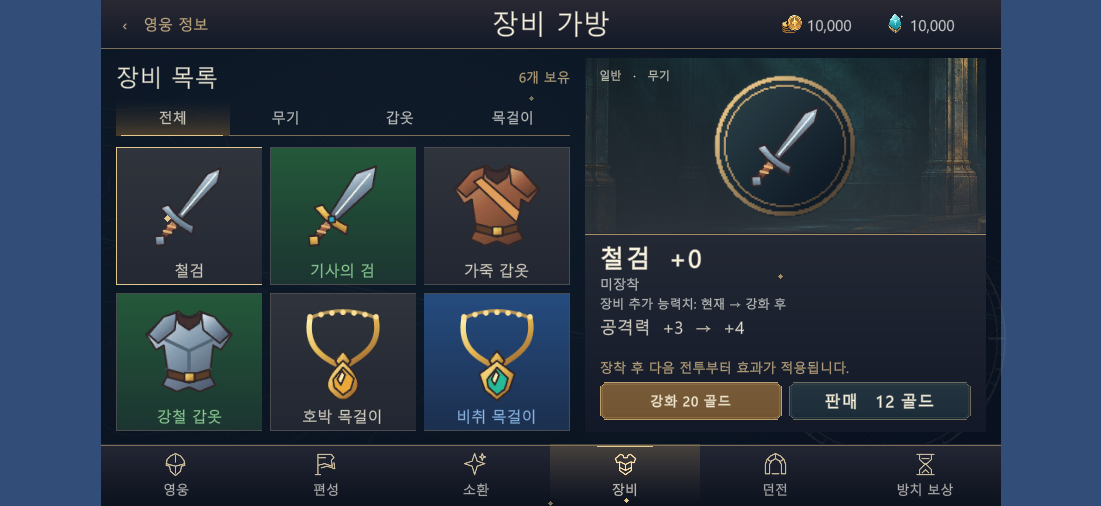 ‹ 영웅 정보
장비 가방
10,000
10,000
장비 목록
6개 보유
전체
무기
갑옷
목걸이
철검
기사의 검
가죽 갑옷
강철 갑옷
호박 목걸이
비취 목걸이
일반 · 무기
철검 +0
미장착
장비 추가 능력치: 현재 → 강화 후
공격력 +3 → +4
장착 후 다음 전투부터 효과가 적용됩니다.
강화 20 골드
판매 12 골드
영웅
편성
소환
장비
던전
방치 보상